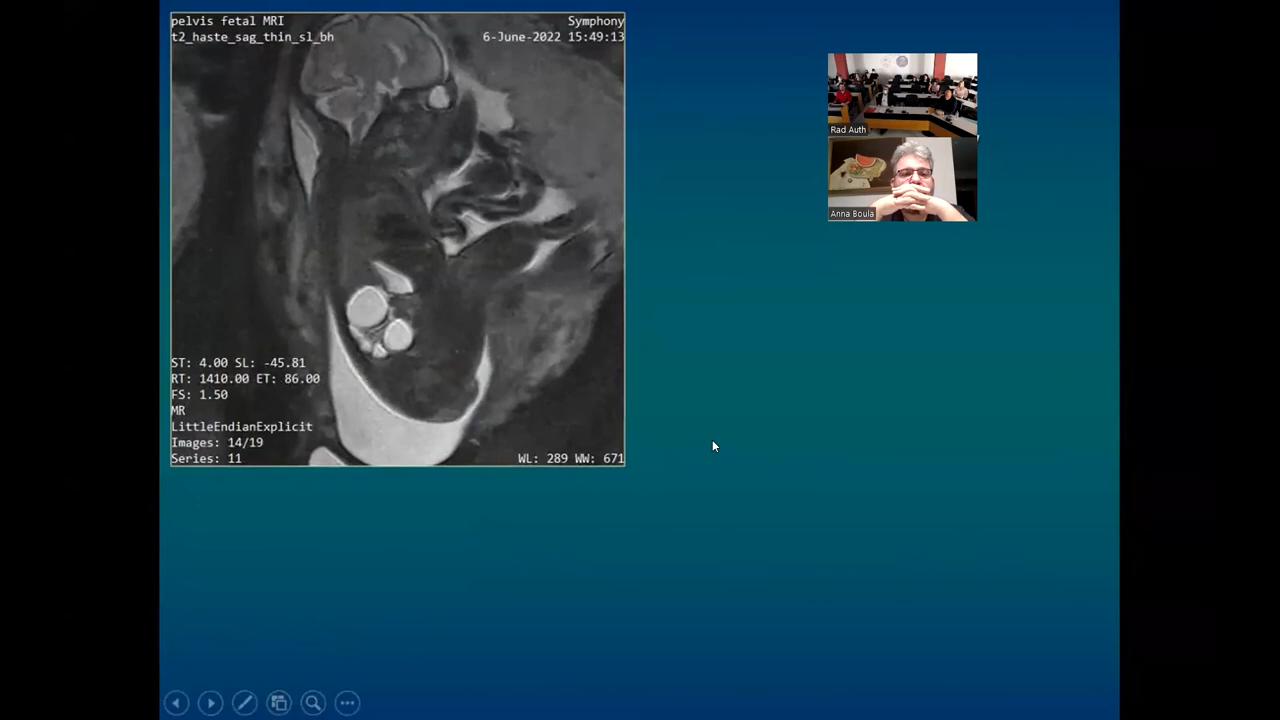 pelvis fetal MRI
t2_haste_sag_thin_sl_bh
Symphony
6-June-2022 15:49:13
Rad Auth
Anna Boula
ST: 4.00 SL: -45.81
RT: 1410.00 ET: 86.00
FS: 1.50
MR
LittleEndianExplicit
Images: 14/19
Series: 11
WL: 289 WW: 671